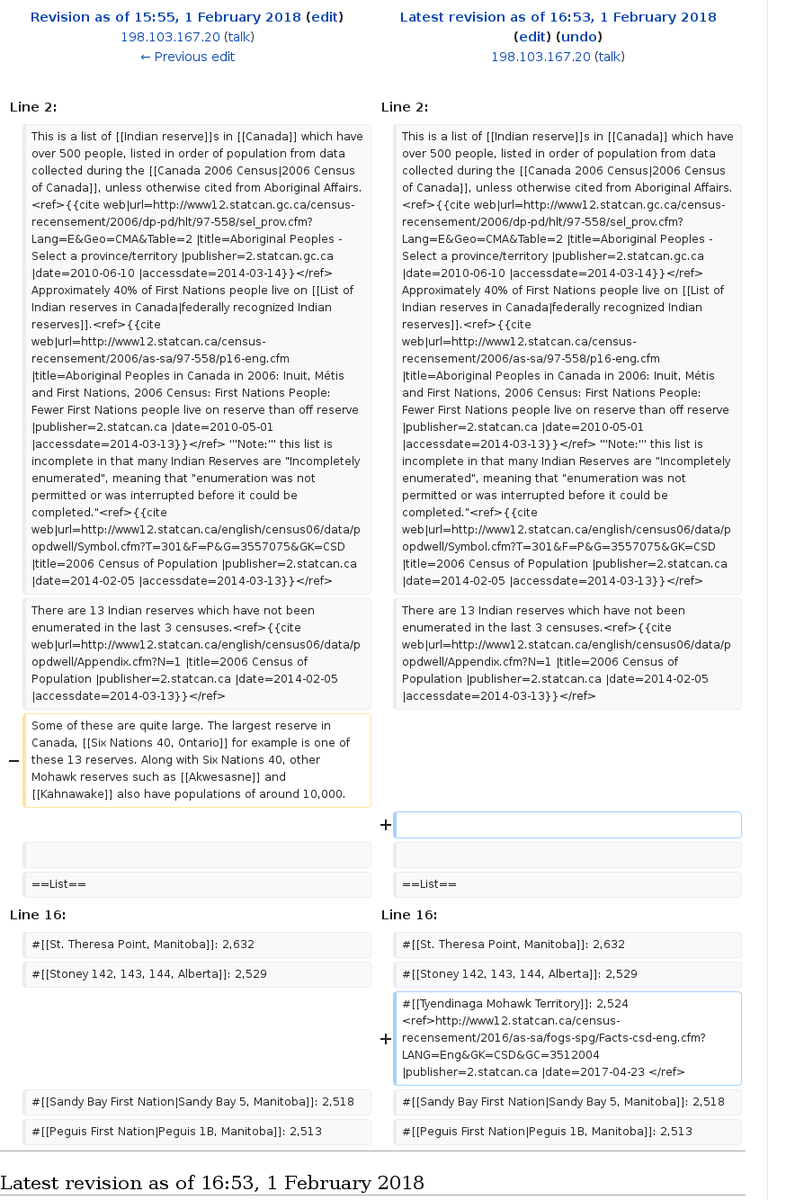 Revision as of 15:55, 1 February 2018 (edit)
198.103.167.20 (talk)
← Previous edit
Latest revision as of 16:53, 1 February 2018
(edit) (undo)
198.103.167.20 (talk)
Line 2:
Line 2:
This is a list of [[Indian reserve]]s in [[Canada]] which have
over 500 people, listed in order of population from data
collected during the [[Canada 2006 Census|2006 Census
of Canada]], unless otherwise cited from Aboriginal Affairs.
<ref>{{cite web|url=http://www12.statcan.gc.ca/census-
recensement/2006/dp-pd/hlt/97-558/sel_prov.cfm?
Lang=E&Geo=CMA&Table=2 |title=Aboriginal Peoples -
Select a province/territory |publisher=2.statcan.gc.ca
|date=2010-06-10 |accessdate=2014-03-14}}</ref>
Approximately 40% of First Nations people live on [[List of
Indian reserves in Canada|federally recognized Indian
reserves]].<ref>{{cite
web|url=http://www12.statcan.ca/census-
recensement/2006/as-sa/97-558/p16-eng.cfm
|title=Aboriginal Peoples in Canada in 2006: Inuit, Métis
and First Nations, 2006 Census: First Nations People:
Fewer First Nations people live on reserve than off reserve
|publisher=2.statcan.ca |date=2010-05-01
|accessdate=2014-03-13}}</ref> '''Note:''' this list is
incomplete in that many Indian Reserves are "Incompletely
enumerated", meaning that "enumeration was not
permitted or was interrupted before it could be
completed."<ref>{{cite
web|url=http://www12.statcan.ca/english/census06/data/p
opdwell/Symbol.cfm?T=301&F=P&G=3557075&GK=CSD
|title=2006 Census of Population |publisher=2.statcan.ca
|date=2014-02-05 |accessdate=2014-03-13}}</ref>
This is a list of [[Indian reserve]]s in [[Canada]] which have
over 500 people, listed in order of population from data
collected during the [[Canada 2006 Census|2006 Census
of Canada]], unless otherwise cited from Aboriginal Affairs.
<ref>{{cite web|url=http://www12.statcan.gc.ca/census-
recensement/2006/dp-pd/hlt/97-558/sel_prov.cfm?
Lang=E&Geo=CMA&Table=2 |title=Aboriginal Peoples -
Select a province/territory |publisher=2.statcan.gc.ca
|date=2010-06-10 |accessdate=2014-03-14}}</ref>
Approximately 40% of First Nations people live on [[List of
Indian reserves in Canada|federally recognized Indian
reserves]].<ref>{{cite
web|url=http://www12.statcan.ca/census-
recensement/2006/as-sa/97-558/p16-eng.cfm
|title=Aboriginal Peoples in Canada in 2006: Inuit, Métis
and First Nations, 2006 Census: First Nations People:
Fewer First Nations people live on reserve than off reserve
|publisher=2.statcan.ca |date=2010-05-01
|accessdate=2014-03-13}}</ref> '''Note:''' this list is
incomplete in that many Indian Reserves are "Incompletely
enumerated", meaning that "enumeration was not
permitted or was interrupted before it could be
completed."<ref>{{cite
web|url=http://www12.statcan.ca/english/census06/data/p
opdwell/Symbol.cfm?T=301&F=P&G=3557075&GK=CSD
|title=2006 Census of Population |publisher=2.statcan.ca
|date=2014-02-05 |accessdate=2014-03-13}}</ref>
There are 13 Indian reserves which have not been
enumerated in the last 3 censuses.<ref>{{cite
web|url=http://www12.statcan.ca/english/census06/data/p
opdwell/Appendix.cfm?N=1 |title=2006 Census of
Population |publisher=2.statcan.ca |date=2014-02-05
|accessdate=2014-03-13}}</ref>
There are 13 Indian reserves which have not been
enumerated in the last 3 censuses.<ref>{{cite
web|url=http://www12.statcan.ca/english/census06/data/p
opdwell/Appendix.cfm?N=1 |title=2006 Census of
Population |publisher=2.statcan.ca |date=2014-02-05
|accessdate=2014-03-13}}</ref>
−
Some of these are quite large. The largest reserve in
Canada, [[Six Nations 40, Ontario]] for example is one of
these 13 reserves. Along with Six Nations 40, other
Mohawk reserves such as [[Akwesasne]] and
[[Kahnawake]] also have populations of around 10,000.
+
==List==
==List==
Line 16:
Line 16:
#[[St. Theresa Point, Manitoba]]: 2,632
#[[St. Theresa Point, Manitoba]]: 2,632
#[[Stoney 142, 143, 144, Alberta]]: 2,529
#[[Stoney 142, 143, 144, Alberta]]: 2,529
+
#[[Tyendinaga Mohawk Territory]]: 2,524
<ref>http://www12.statcan.ca/census-
recensement/2016/as-sa/fogs-spg/Facts-csd-eng.cfm?
LANG=Eng&GK=CSD&GC=3512004
|publisher=2.statcan.ca |date=2017-04-23 </ref>
#[[Sandy Bay First Nation|Sandy Bay 5, Manitoba]]: 2,518
#[[Sandy Bay First Nation|Sandy Bay 5, Manitoba]]: 2,518
#[[Peguis First Nation|Peguis 1B, Manitoba]]: 2,513
#[[Peguis First Nation|Peguis 1B, Manitoba]]: 2,513
Latest revision as of 16:53, 1 February 2018